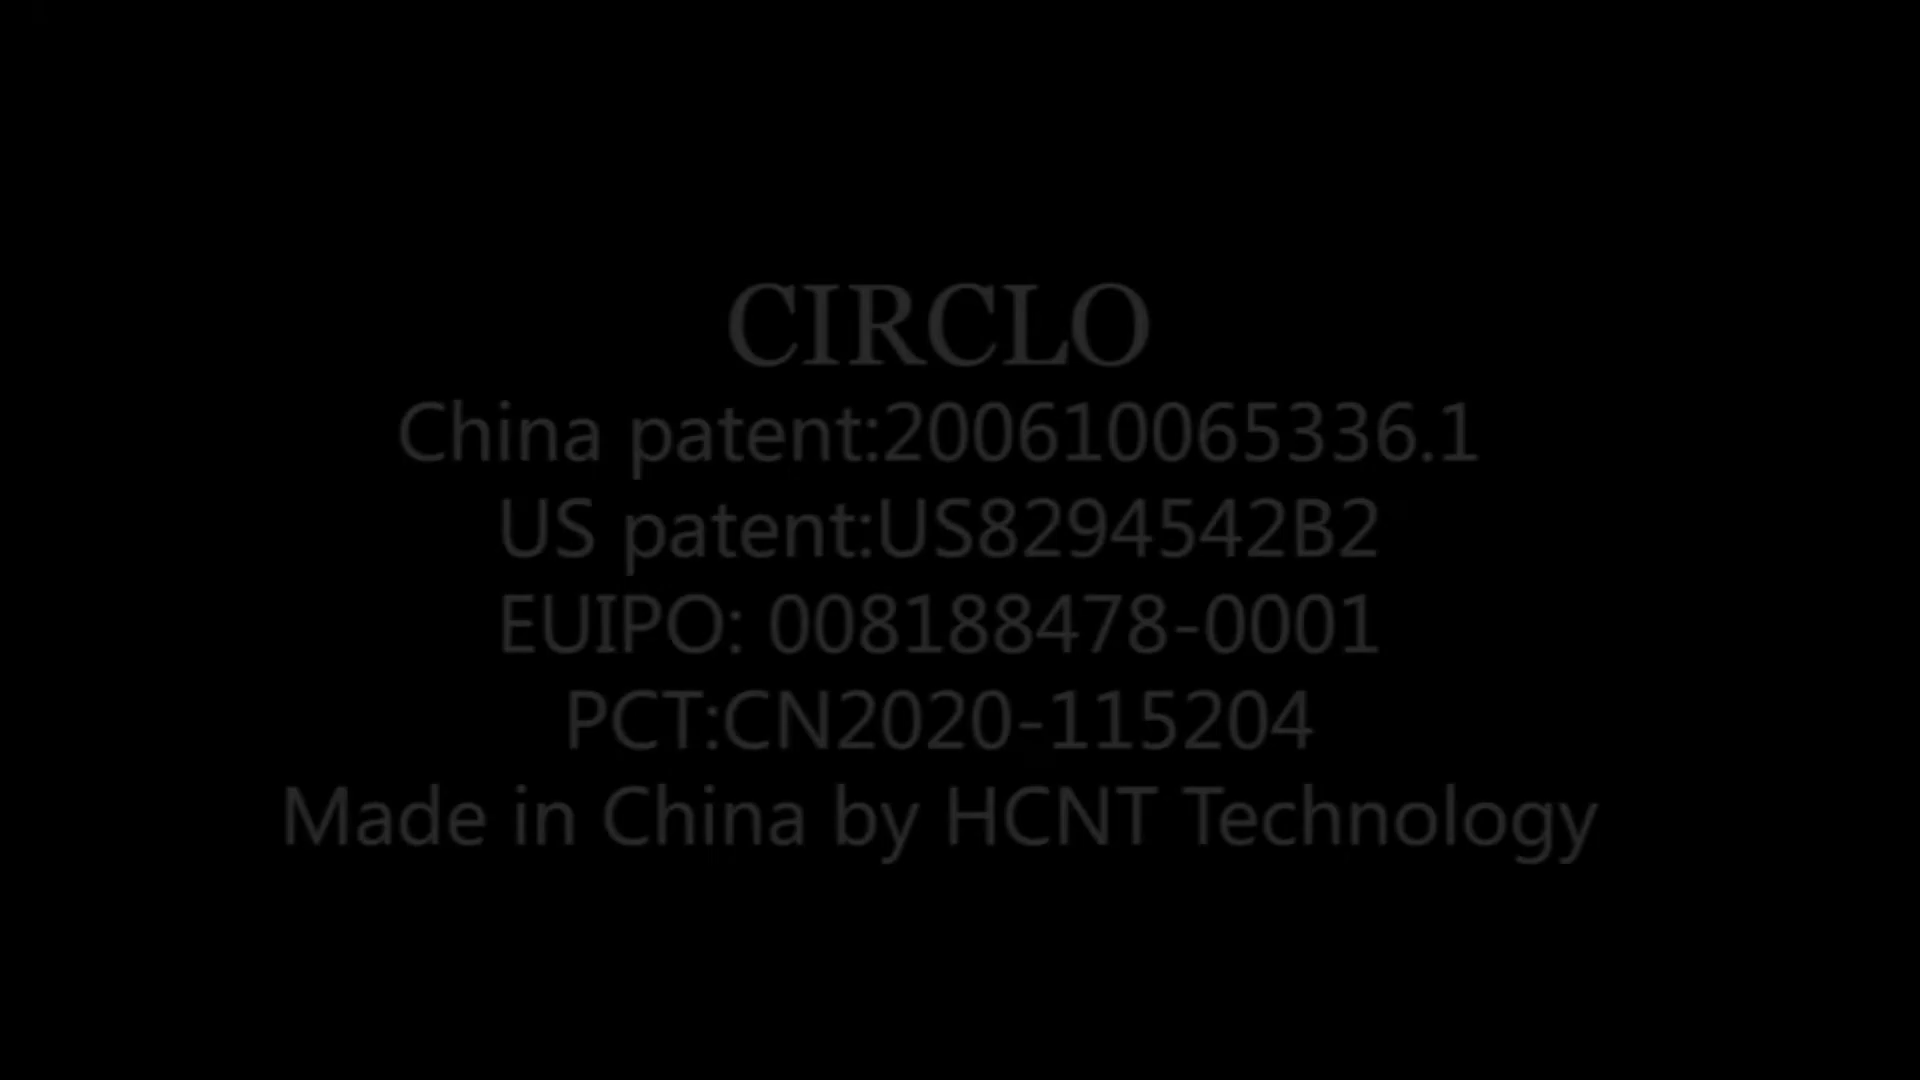 CIRCLO
China patent:200610065336.1
US patent:US8294542B2
EUIPO: 008188478-0001
PCT:CN2020-115204
Made in China by HCNT Technology